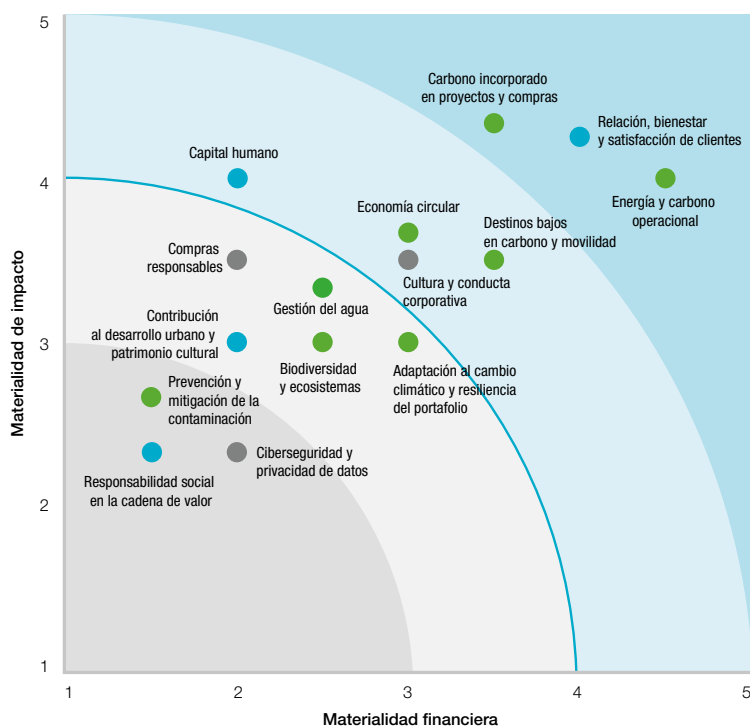 5
Carbono incorporado
en proyectos y compras
Relación, bienestar
y satisfacción de clientes
Capital humano
4
Energía y carbono
operacional
Economía circular
Destinos bajos
en carbono y movilidad
Compras
responsables
Cultura y conducta
corporativa
Gestión del agua
Contribución
al desarrollo urbano y
patrimonio cultural
3
Biodiversidad
y ecosistemas
Adaptación al cambio
climático y resiliencia
del portafolio
Prevención y
mitigación de la
contaminación
Ciberseguridad y
privacidad de datos
Responsabilidad social
en la cadena de valor
2
1
Materialidad de impacto
1
2
3
4
5
Materialidad financiera